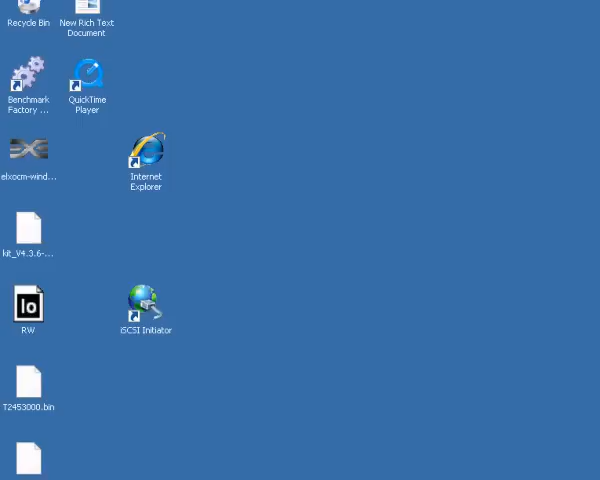 Recycle Bin
New Rich Text
Document
Benchmark
Factory ...
QuickTime
Player
elxocm-wind...
Internet
Explorer
kit_V4.3.6-...
Io
RW
iSCSI Initiator
T2453000.bin